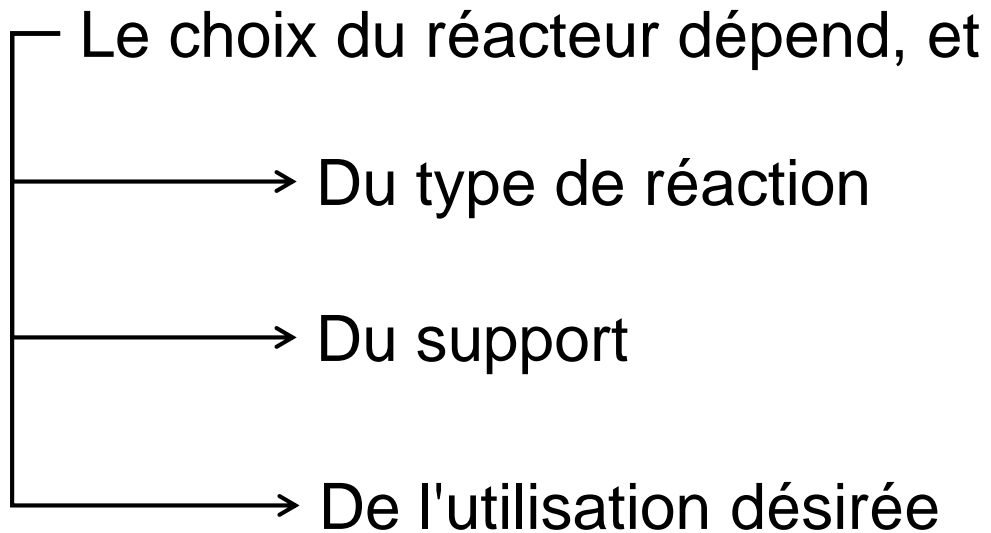 Le choix du réacteur dépend, et
Du type de réaction
Du support
De l'utilisation désirée